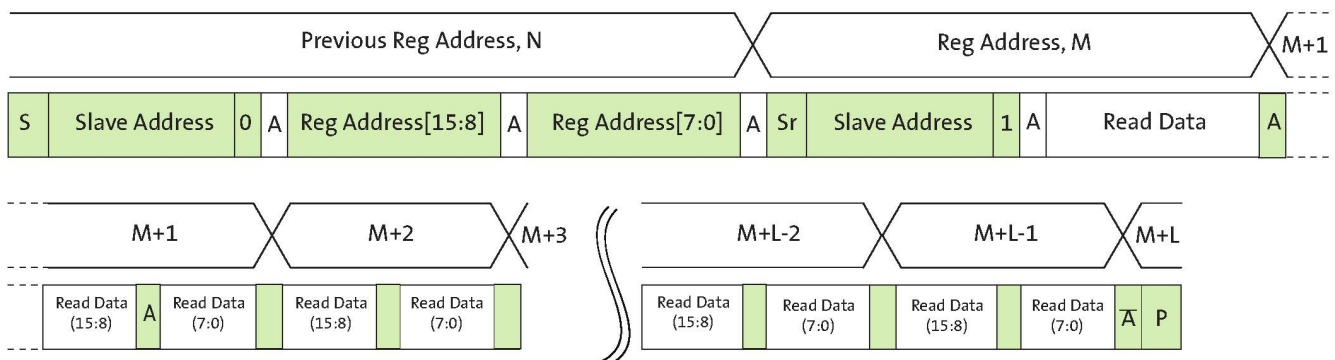 Previous Reg Address, N Reg Address, M M+1
S Slave Address 0 A Reg Address[15:8] A Reg Address[7:0] A Sr Slave Address 1 A Read Data A
M+1 M+2 M+3 M+L-2 M+L-1 M+L
Read Data (15:8) A Read Data (7:0) Read Data (15:8) Read Data (7:0) Read Data (15:8) Read Data (7:0) Read Data (15:8) Read Data (7:0) A̅ P